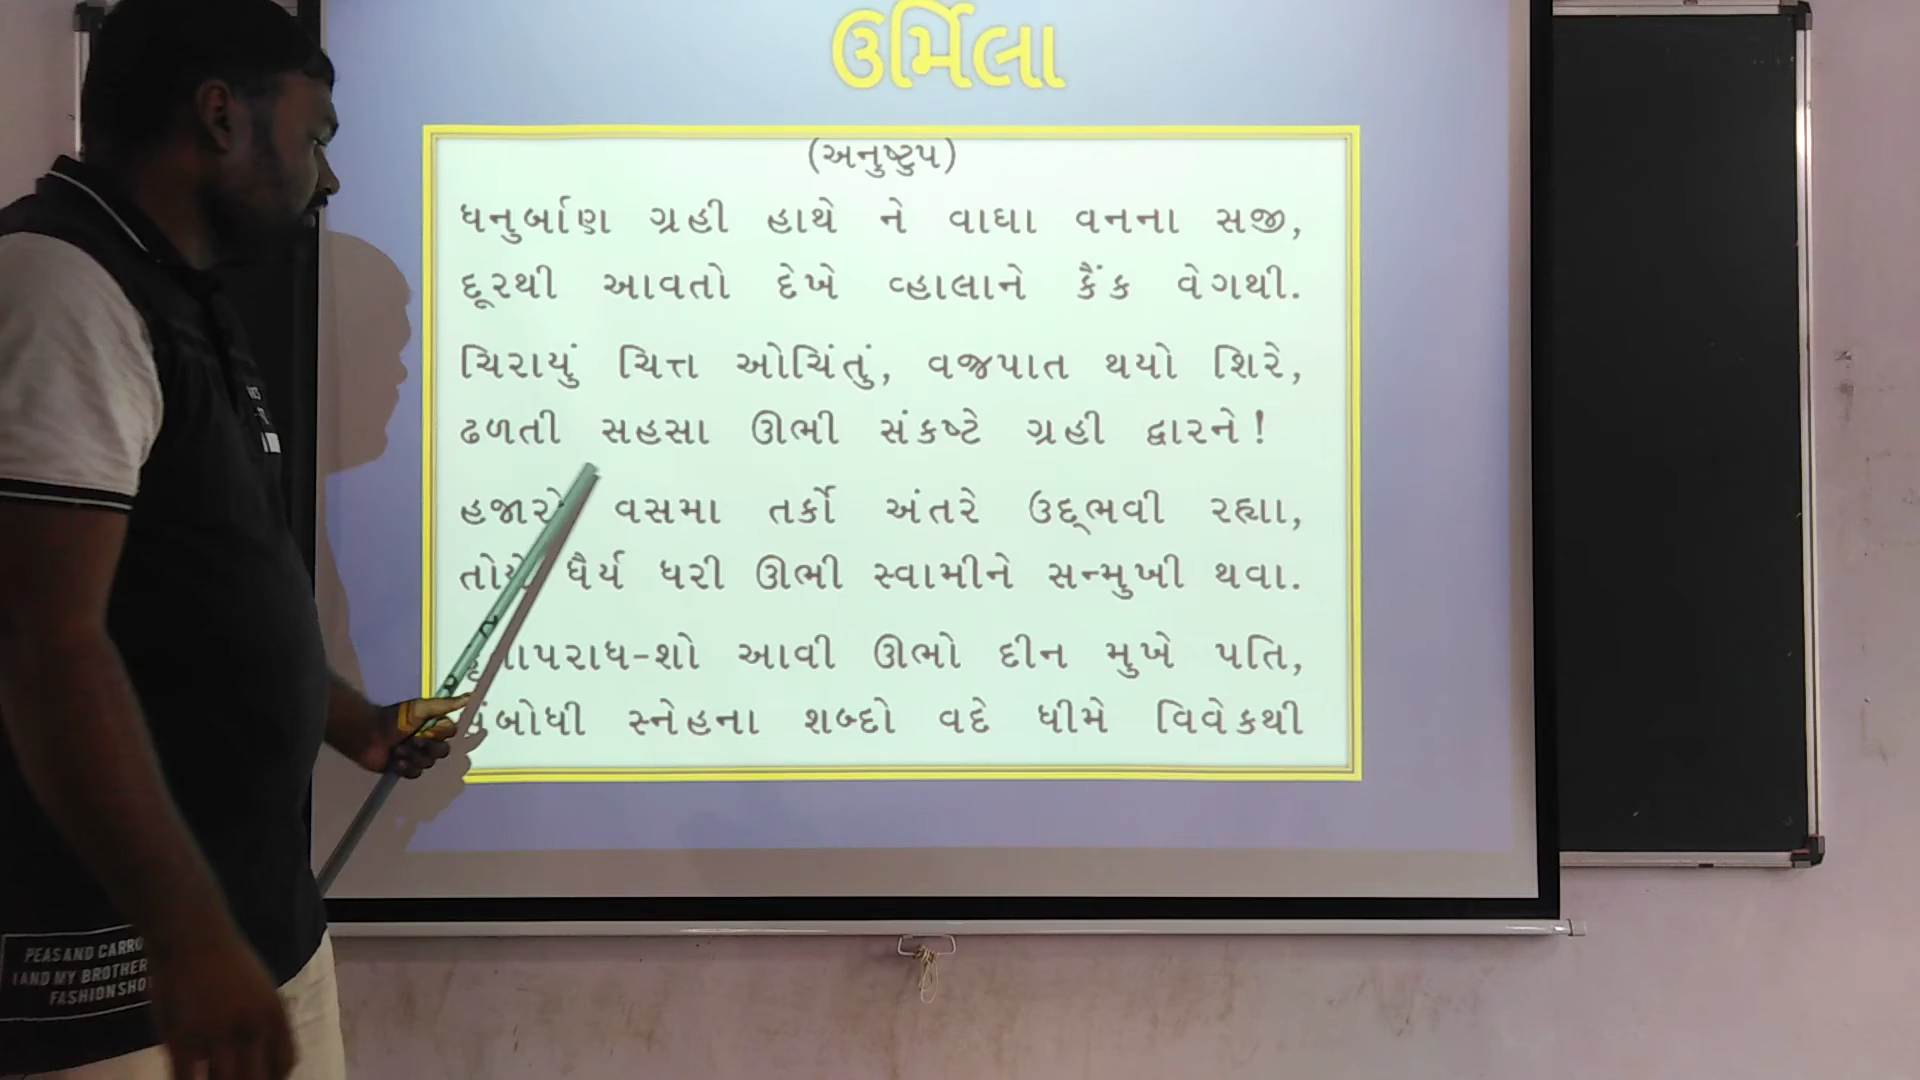 ઉર્મિલા
(અનુષ્ટુપ)
ધનુર્બાણ ગ્રહી હાથે ને વાઘા વનના સજી,
દૂરથી આવતો દેખે વ્હાલાને કૈંક વેગથી.
ચિરાયું ચિત્ત ઓચિંતું, વજ્રપાત થયો શિરે,
ઢળતી સહસા ઊભી સંકષ્ટે ગ્રહી દ્વારને!
હજારો વસમા તર્કો અંતરે ઉદ્ભવી રહ્યા,
તોયે ધૈર્ય ધરી ઊભી સ્વામીને સન્મુખી થવા.
આવી ઊભો દીન મુખે પતિ,
સંબોધી સ્નેહના શબ્દો વદે ધીમે વિવેકથી
PEAS AND CARRO
AND MY BROTHER
FASHION SHO